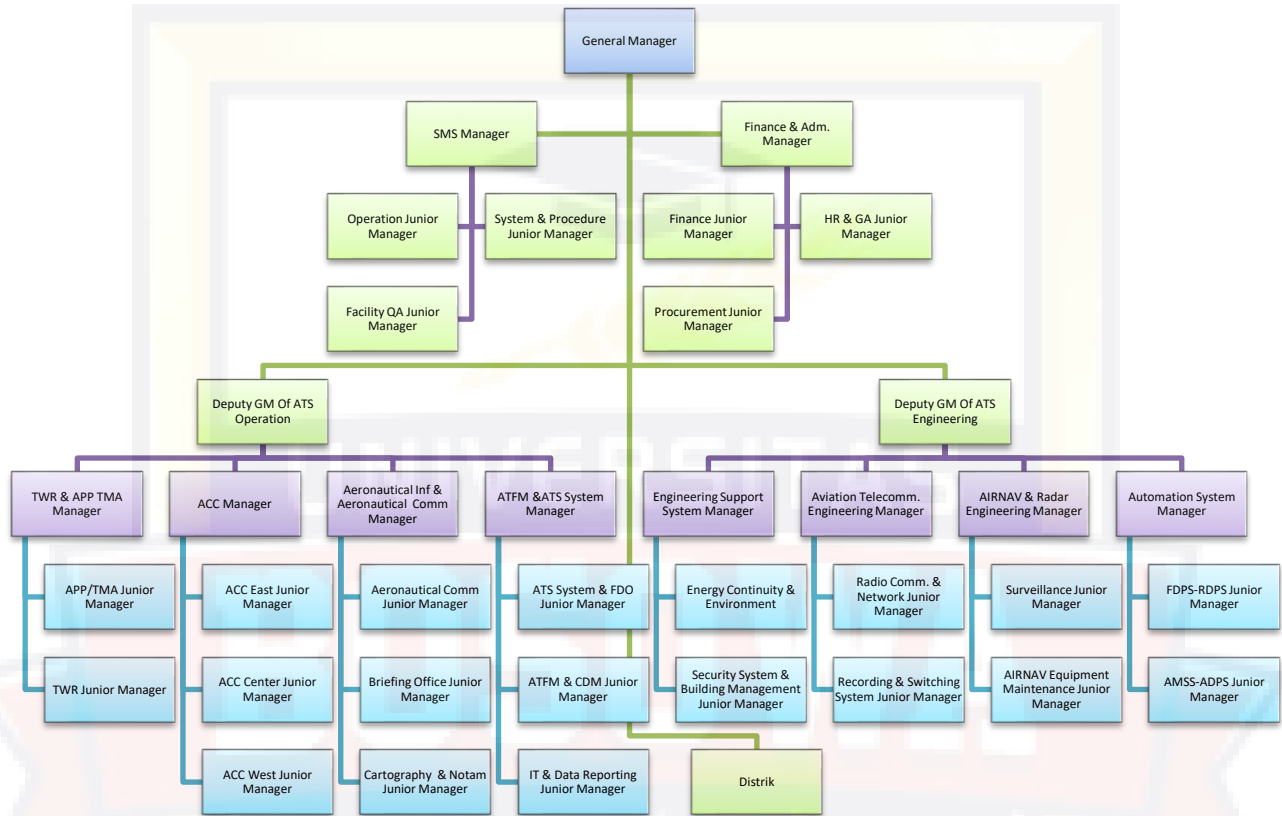 General Manager
SMS Manager
Finance & Adm.
Manager
Operation Junior
Manager
System & Procedure
Junior Manager
Finance Junior
Manager
HR & GA Junior
Manager
Facility QA Junior
Manager
Procurement Junior
Manager
Deputy GM Of ATS
Operation
Deputy GM Of ATS
Engineering
UNIVERSITAS
TWR & APP TMA
Manager
ACC Manager
Aeronautical Inf &
Aeronautical Comm
Manager
ATFM &ATS System
Manager
Engineering Support
System Manager
Aviation Telecomm.
Engineering Manager
AIRNAV & Radar
Engineering Manager
Automation System
Manager
APP/TMA Junior
Manager
ACC East Junior
Manager
Aeronautical Comm
Junior Manager
ATS System & FDO
Junior Manager
Energy Continuity &
Environment
Radio Comm. &
Network Junior Manager
Surveillance Junior
Manager
FDPS-RDPS Junior
Manager
BOSOWA
TWR Junior Manager
ACC Center Junior
Manager
Briefing Office Junior
Manager
ATFM & CDM Junior
Manager
Security System &
Building Management
Junior Manager
Recording & Switching
System Junior Manager
AIRNAV Equipment
Maintenance Junior
Manager
AMSS-ADPS Junior
Manager
ACC West Junior
Manager
Cartography & Notam
Junior Manager
IT & Data Reporting
Junior Manager
Distrik